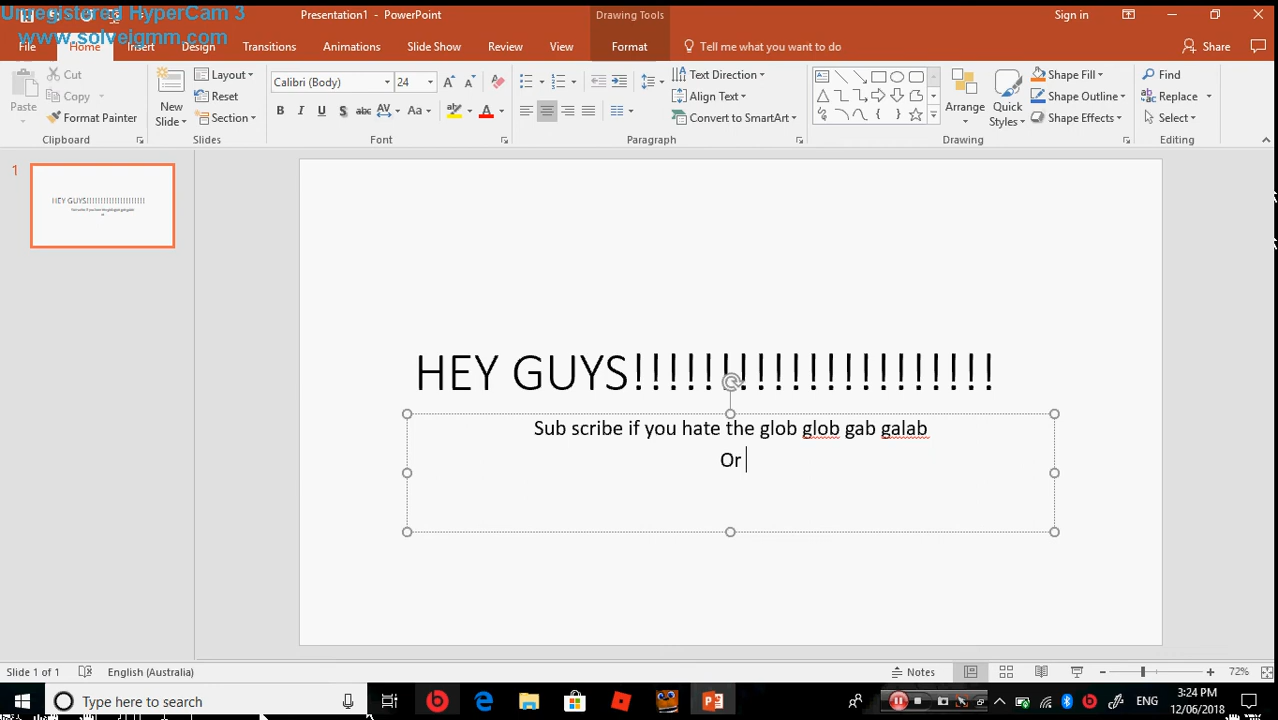 Unregistered HyperCam 3
www.solveigmm.com
Presentation1 - PowerPoint
Drawing Tools
Sign in
File Home Insert Design Transitions Animations Slide Show Review View Format Tell me what you want to do Share
Paste
Cut
Copy
Format Painter
Clipboard
New Slide
Layout
Reset
Section
Slides
Calibri (Body) 24
B I U S abc AV Aa A
Font
Text Direction
Align Text
Convert to SmartArt
Paragraph
Arrange
Quick Styles
Shape Fill
Shape Outline
Shape Effects
Drawing
Find
Replace
Select
Editing
1
HEY GUYS!!!!!!!!!!!!!!!!!!!!!
Sub scribe if you hate the glob glob gab galab
Or
Slide 1 of 1 English (Australia) Notes 72%
Type here to search
ENG
3:24 PM
12/06/2018